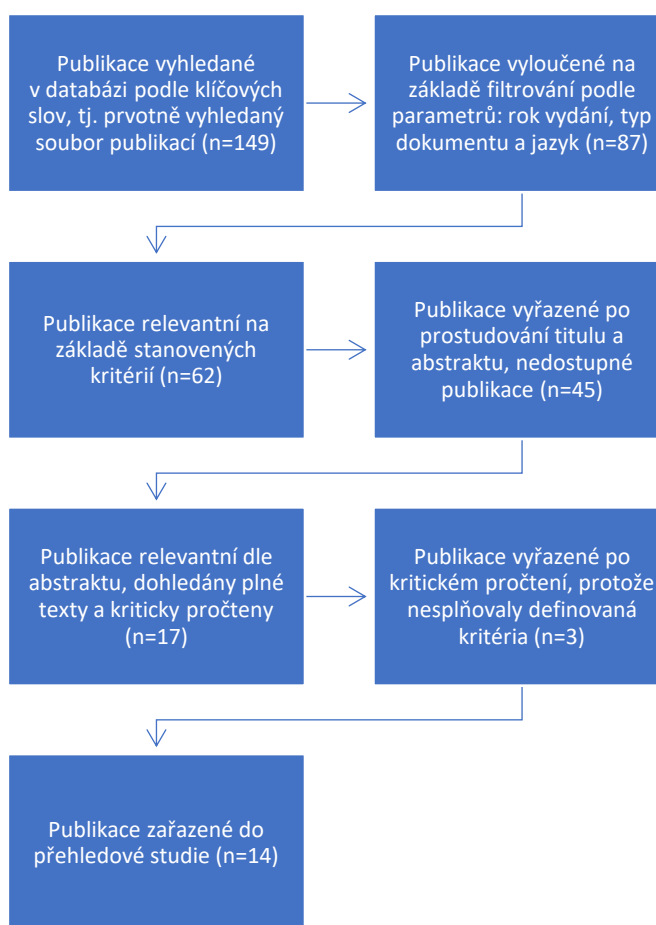 Publikace vyhledané
v databázi podle klíčových
slov, tj. prvotně vyhledaný
soubor publikací (n=149)
Publikace vyloučené na
základě filtrování podle
parametrů: rok vydání, typ
dokumentu a jazyk (n=87)
Publikace relevantní na
základě stanovených
kritérií (n=62)
Publikace vyřazené po
prostudování titulu a
abstraktu, nedostupné
publikace (n=45)
Publikace relevantní dle
abstraktu, dohledány plné
texty a kriticky pročteny
(n=17)
Publikace vyřazené po
kritickém pročtení, protože
nesplňovaly definovaná
kritéria (n=3)
Publikace zařazené do
přehledové studie (n=14)